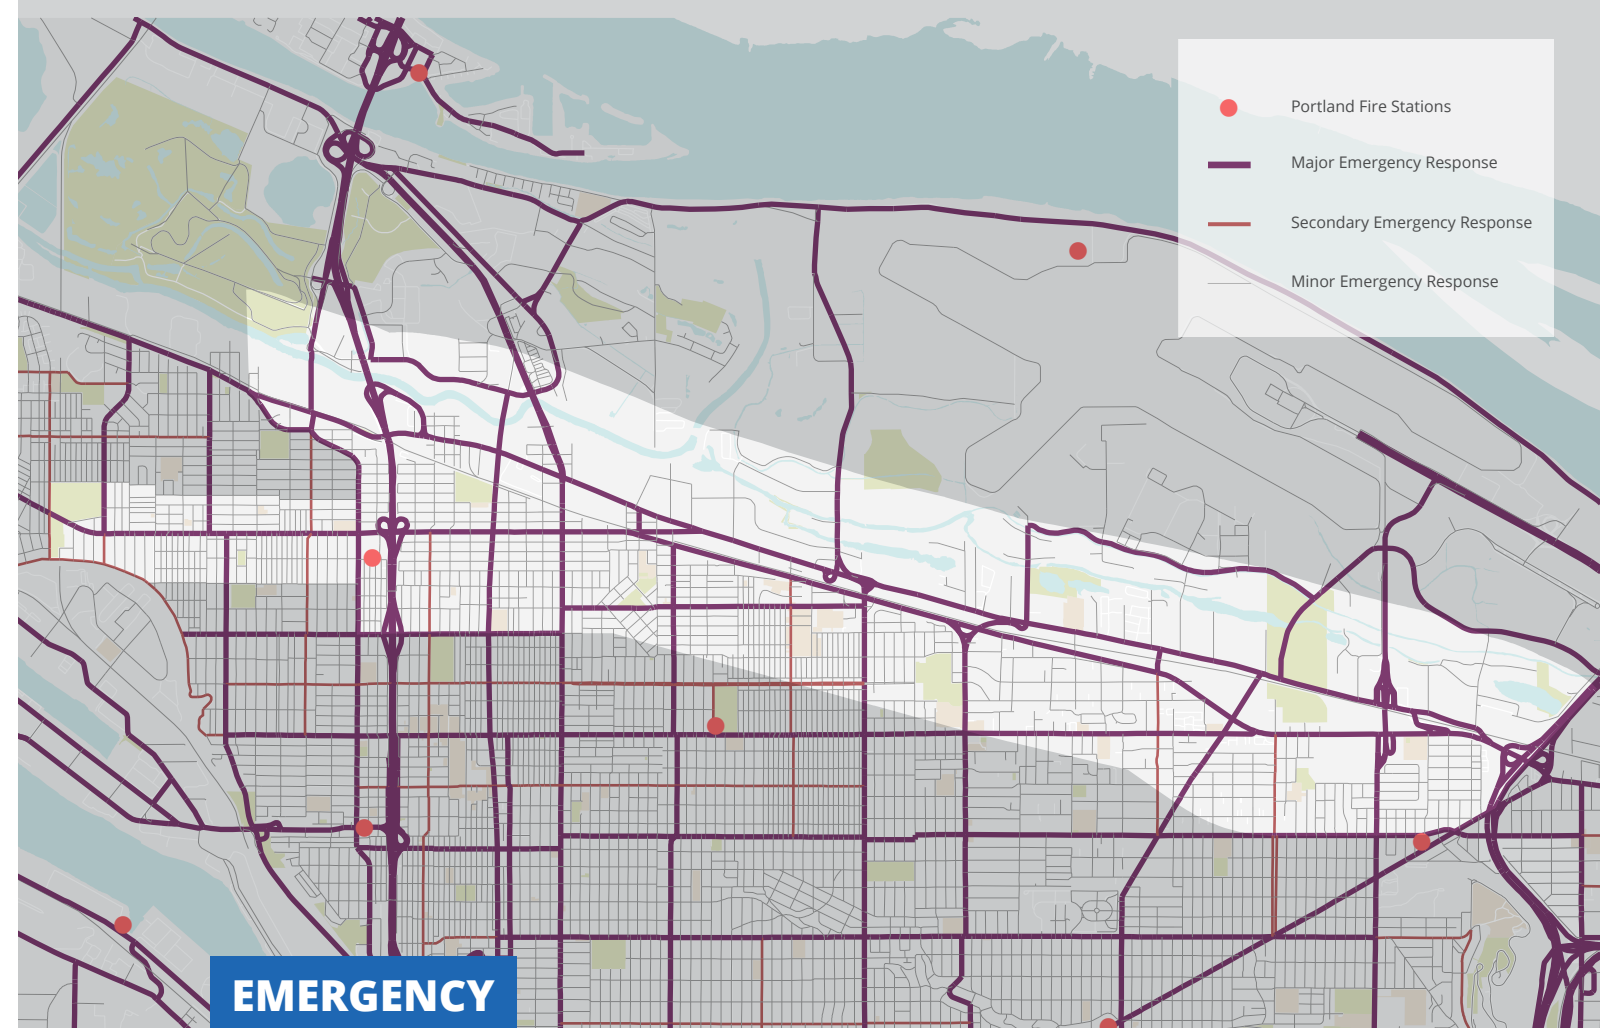 Portland Fire Stations
Major Emergency Response
Secondary Emergency Response
Minor Emergency Response
EMERGENCY